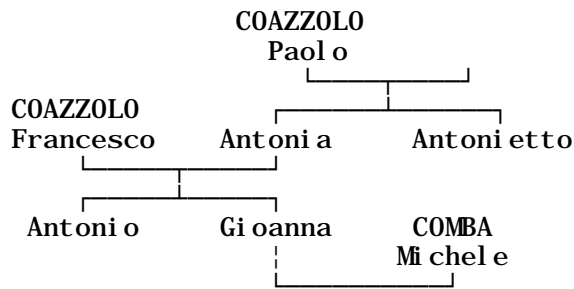 COAZZOLO
Paolo
COAZZOLO
Francesco Antonia Antonietto
Antonio Gioanna COMBA
Michele